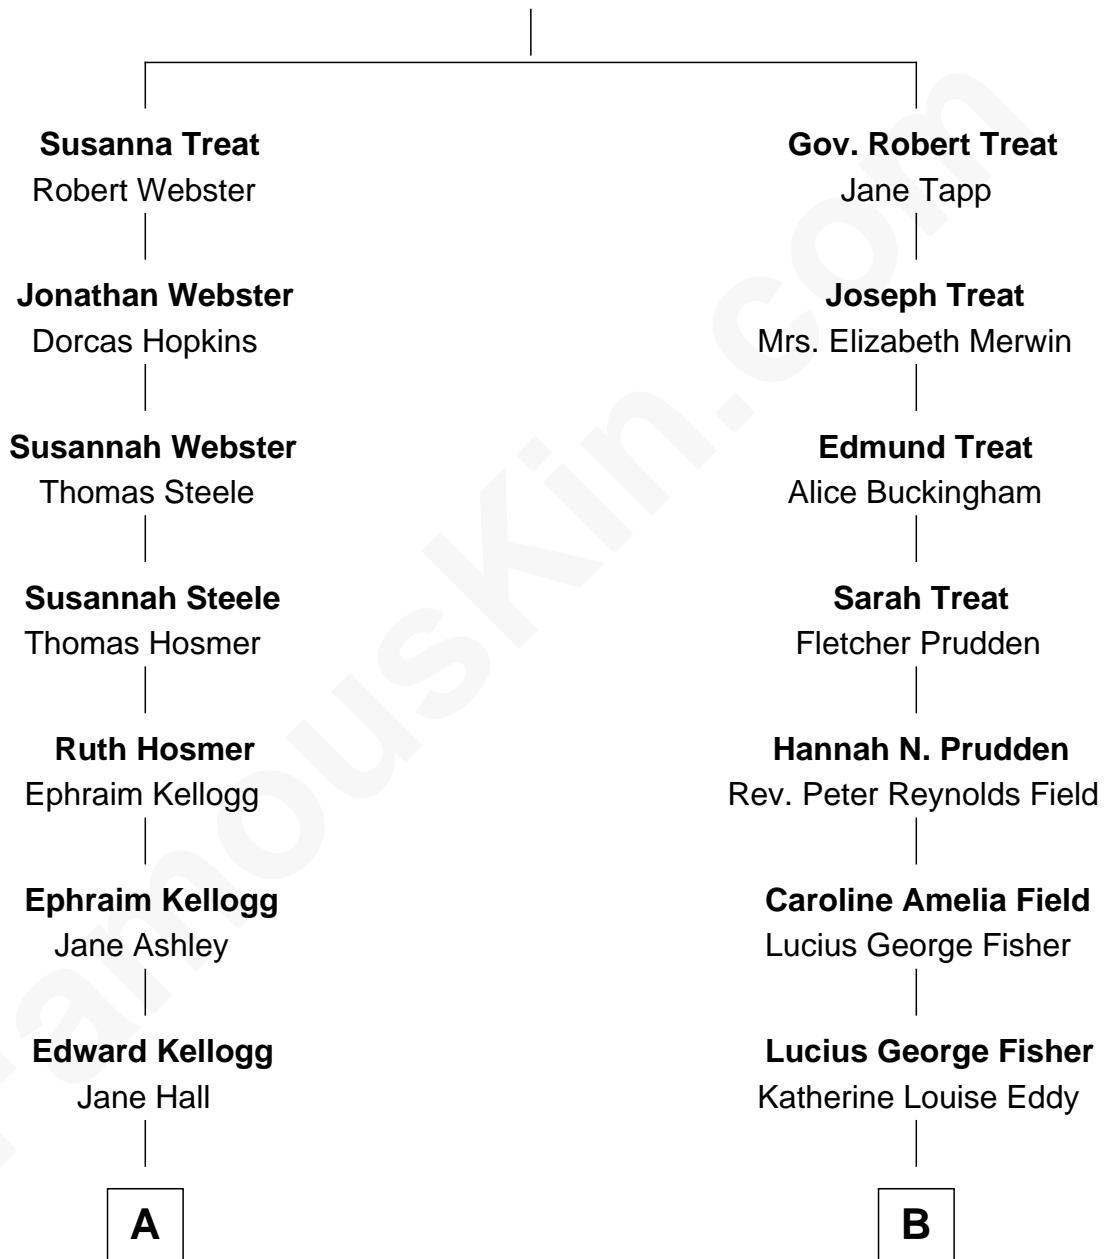 Susanna Treat
Robert Webster
Jonathan Webster
Dorcas Hopkins
Susannah Webster
Thomas Steele
Susannah Steele
Thomas Hosmer
Ruth Hosmer
Ephraim Kellogg
Ephraim Kellogg
Jane Ashley
Edward Kellogg
Jane Hall
A
Gov. Robert Treat
Jane Tapp
Joseph Treat
Mrs. Elizabeth Merwin
Edmund Treat
Alice Buckingham
Sarah Treat
Fletcher Prudden
Hannah N. Prudden
Rev. Peter Reynolds Field
Caroline Amelia Field
Lucius George Fisher
Lucius George Fisher
Katherine Louise Eddy
B
FamousKin.com